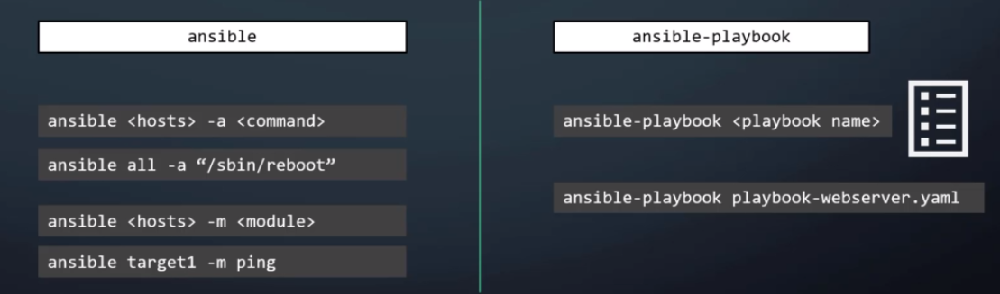 ansible
ansible <hosts> -a <command>
ansible all -a “/sbin/reboot”
ansible <hosts> -m <module>
ansible target1 -m ping
ansible-playbook
ansible-playbook <playbook name>
ansible-playbook playbook-webserver.yaml